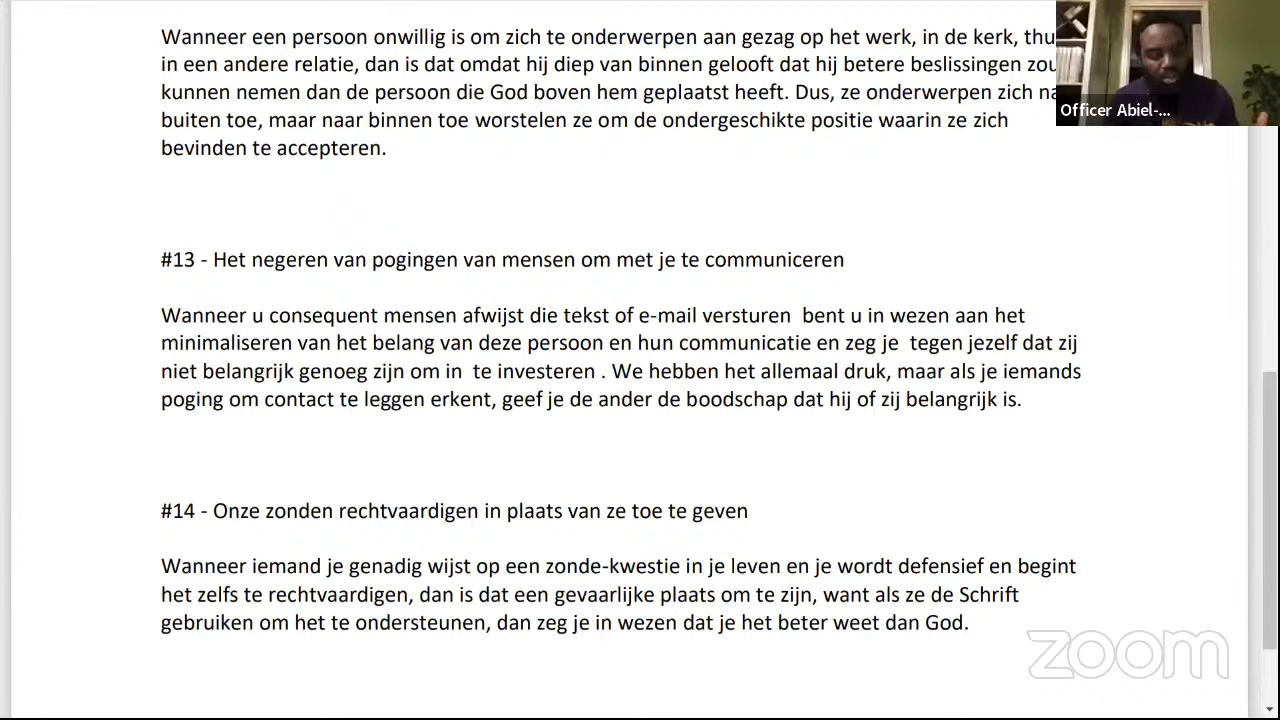 Wanneer een persoon onwillig is om zich te onderwerpen aan gezag op het werk, in de kerk,
in een andere relatie, dan is dat omdat hij diep van binnen gelooft dat hij betere beslissingen
kunnen nemen dan de persoon die God boven hem geplaatst heeft. Dus, ze onderwerpen zich
Officer Abiel-...
buiten toe, maar naar binnen toe worstelen ze om de ondergeschikte positie waarin ze zich
bevinden te accepteren.
#13 - Het negeren van pogingen van mensen om met je te communiceren
Wanneer u consequent mensen afwijst die tekst of e-mail versturen  bent u in wezen aan het
minimaliseren van het belang van deze persoon en hun communicatie en zeg je  tegen jezelf dat zij
niet belangrijk genoeg zijn om in  te investeren . We hebben het allemaal druk, maar als je iemands
poging om contact te leggen erkent, geef je de ander de boodschap dat hij of zij belangrijk is.
#14 - Onze zonden rechtvaardigen in plaats van ze toe te geven
Wanneer iemand je genadig wijst op een zonde-kwestie in je leven en je wordt defensief en begint
het zelfs te rechtvaardigen, dan is dat een gevaarlijke plaats om te zijn, want als ze de Schrift
gebruiken om het te ondersteunen, dan zeg je in wezen dat je het beter weet dan God.
zoom